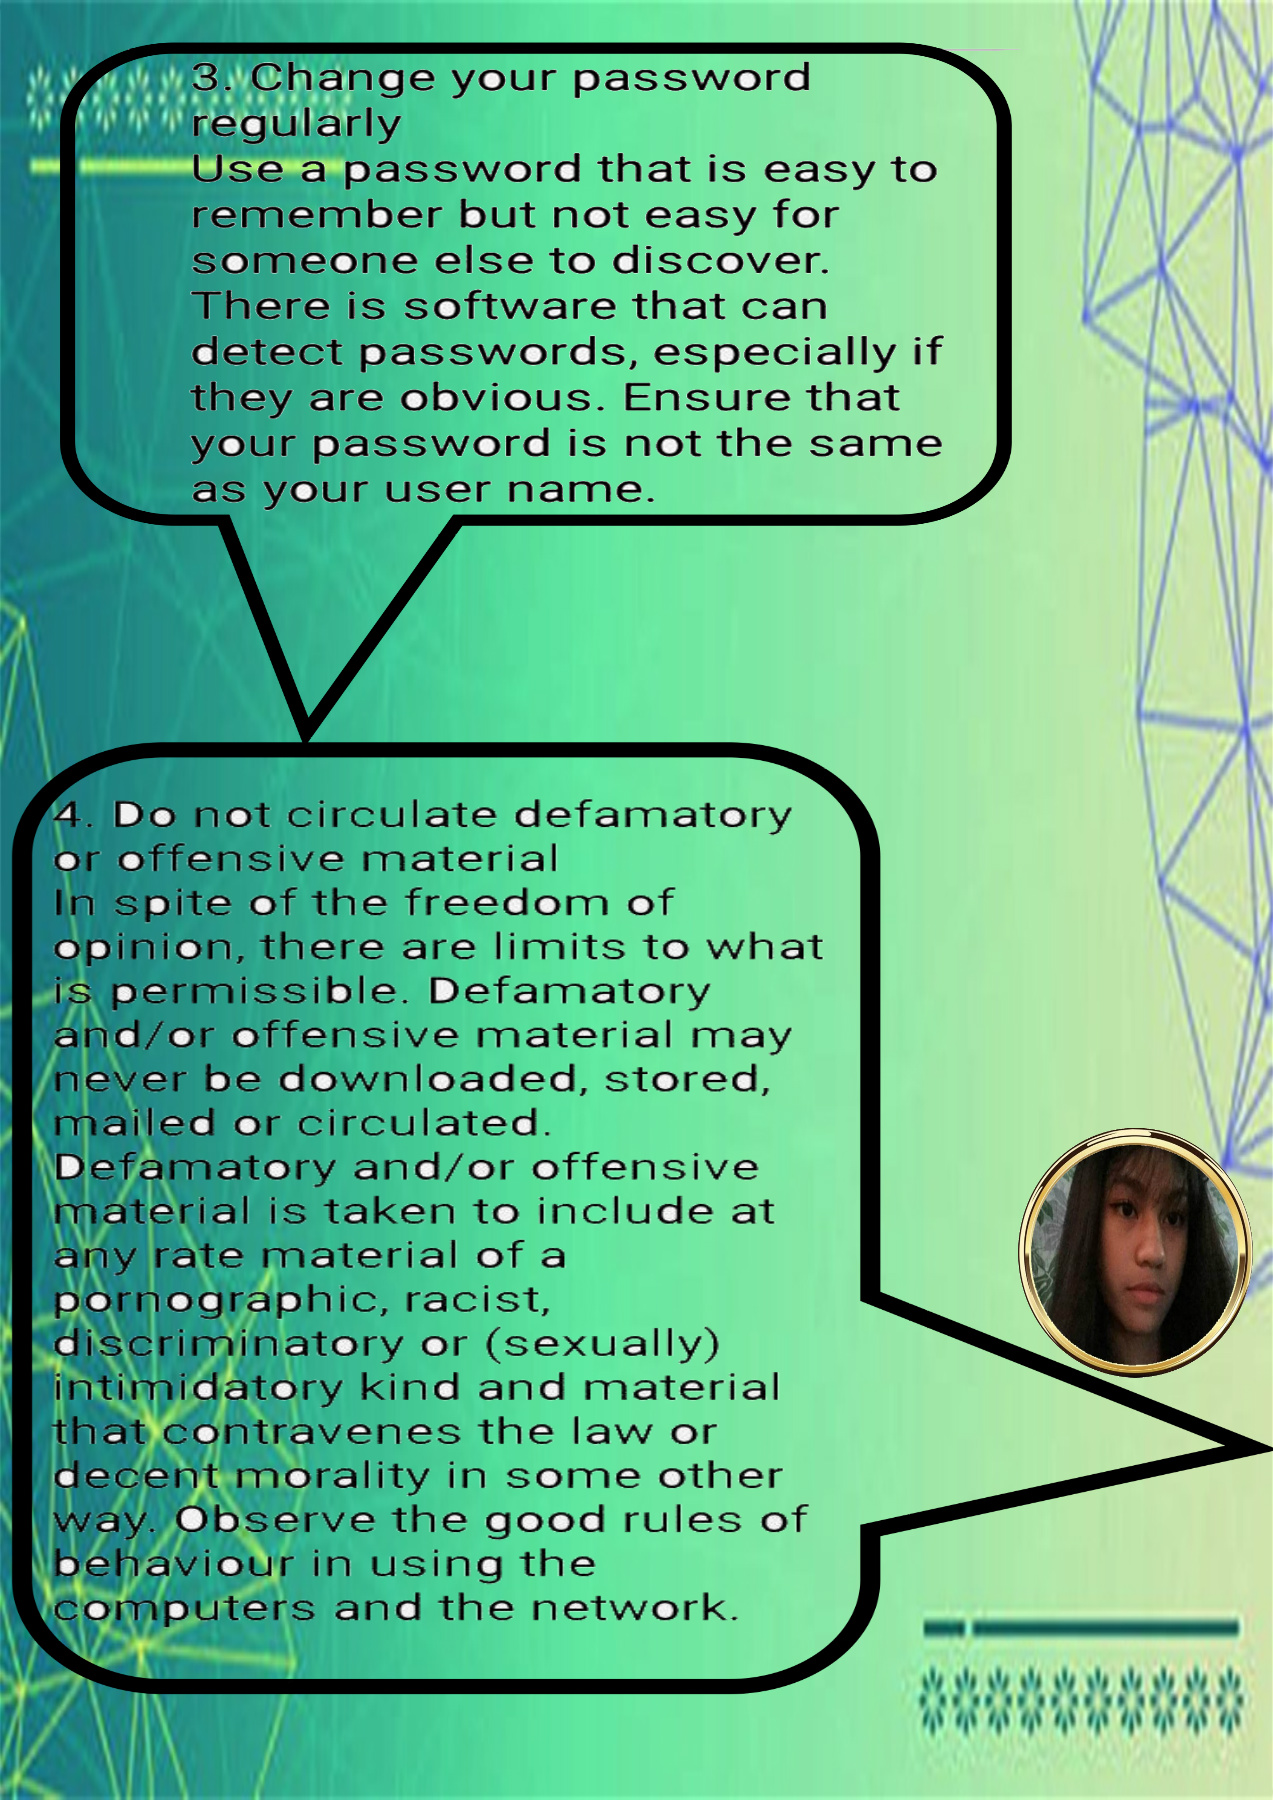 3. Change your password
regularly
Use a password that is easy to
remember but not easy for
someone else to discover.
There is software that can
detect passwords, especially if
they are obvious. Ensure that
your password is not the same
as your user name.
4. Do not circulate defamatory
or offensive material
In spite of the freedom of
opinion, there are limits to what
is permissible. Defamatory
and/or offensive material may
never be downloaded, stored,
mailed or circulated.
Defamatory and/or offensive
material is taken to include at
any rate material of a
pornographic, racist,
discriminatory or (sexually)
intimidatory kind and material
that contravenes the law or
decent morality in some other
way. Observe the good rules of
behaviour in using the
computers and the network.